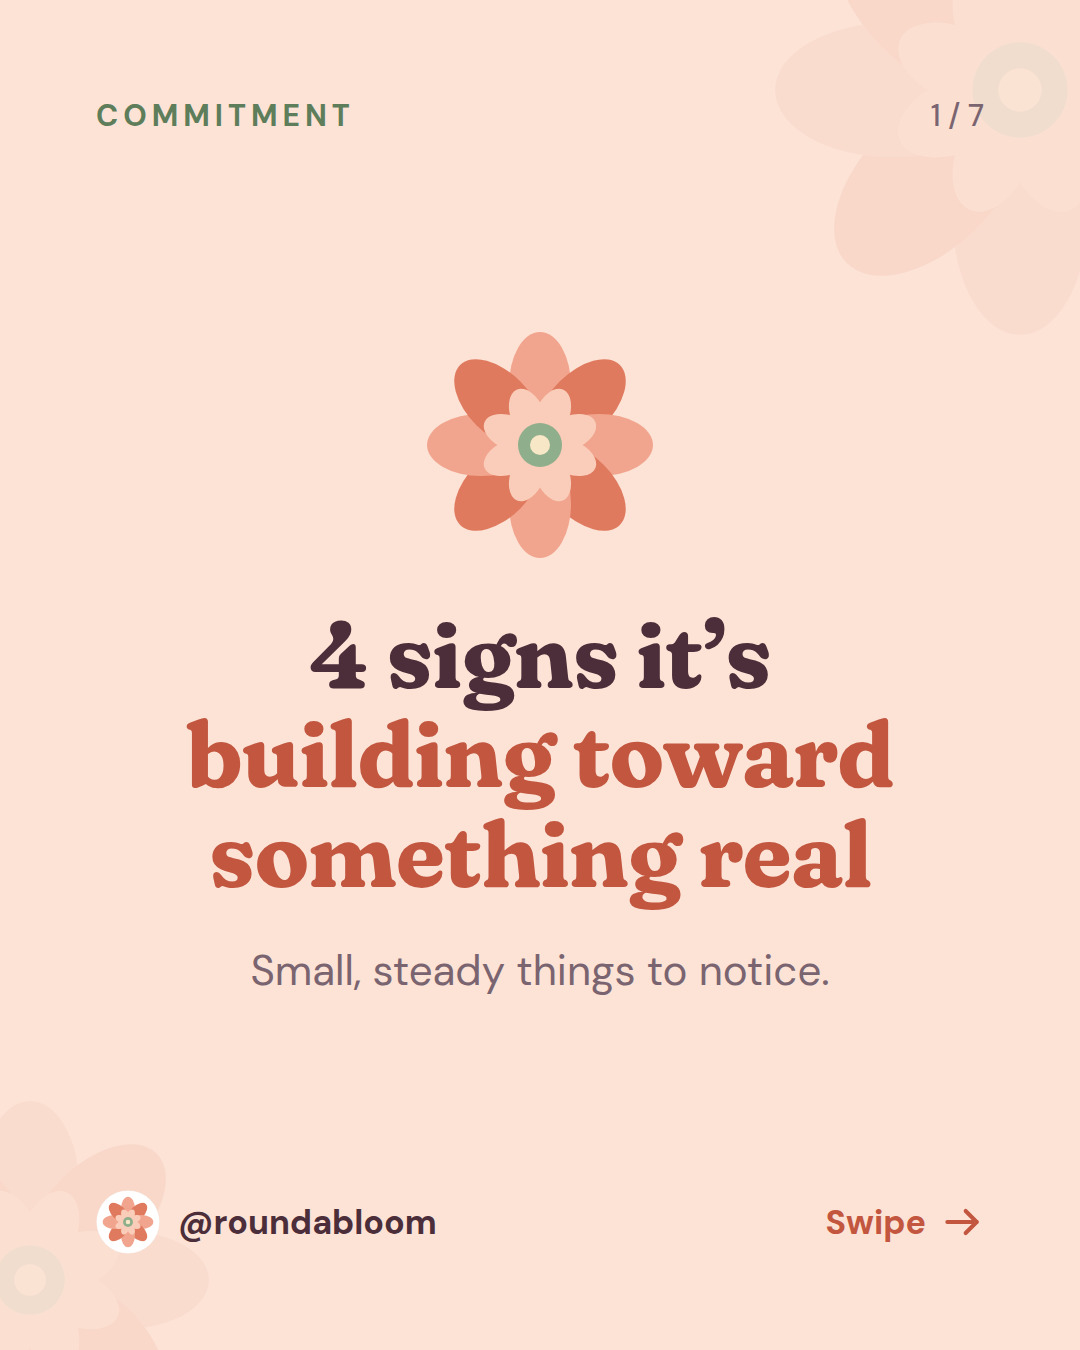 COMMITMENT
1 / 7
4 signs it’s
building toward
something real
Small, steady things to notice.
@roundabloom
Swipe →